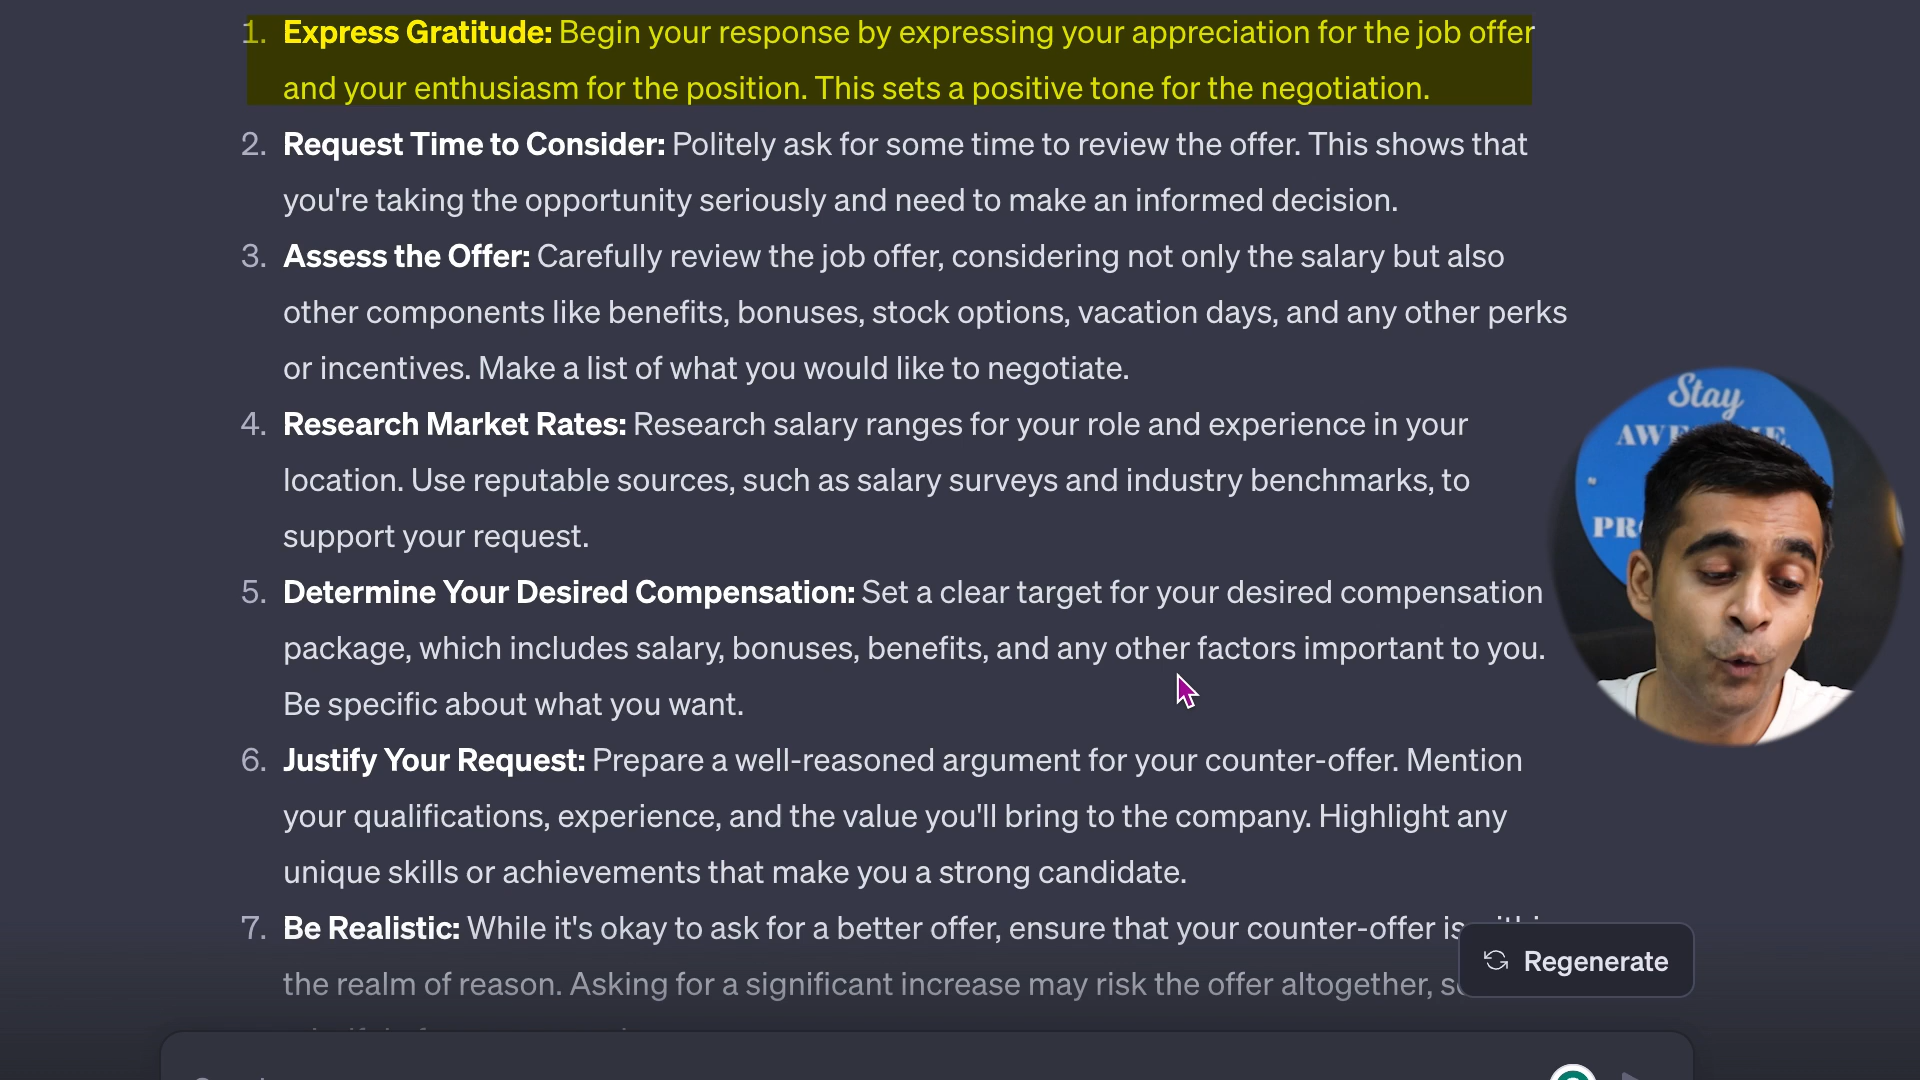 1. Express Gratitude: Begin your response by expressing your appreciation for the job offer
and your enthusiasm for the position. This sets a positive tone for the negotiation.
2. Request Time to Consider: Politely ask for some time to review the offer. This shows that
you're taking the opportunity seriously and need to make an informed decision.
3. Assess the Offer: Carefully review the job offer, considering not only the salary but also
other components like benefits, bonuses, stock options, vacation days, and any other perks
or incentives. Make a list of what you would like to negotiate.
4. Research Market Rates: Research salary ranges for your role and experience in your
location. Use reputable sources, such as salary surveys and industry benchmarks, to
support your request.
5. Determine Your Desired Compensation: Set a clear target for your desired compensation
package, which includes salary, bonuses, benefits, and any other factors important to you.
Be specific about what you want.
6. Justify Your Request: Prepare a well-reasoned argument for your counter-offer. Mention
your qualifications, experience, and the value you'll bring to the company. Highlight any
unique skills or achievements that make you a strong candidate.
7. Be Realistic: While it's okay to ask for a better offer, ensure that your counter-offer is
the realm of reason. Asking for a significant increase may risk the offer altogether,
Regenerate
Stay